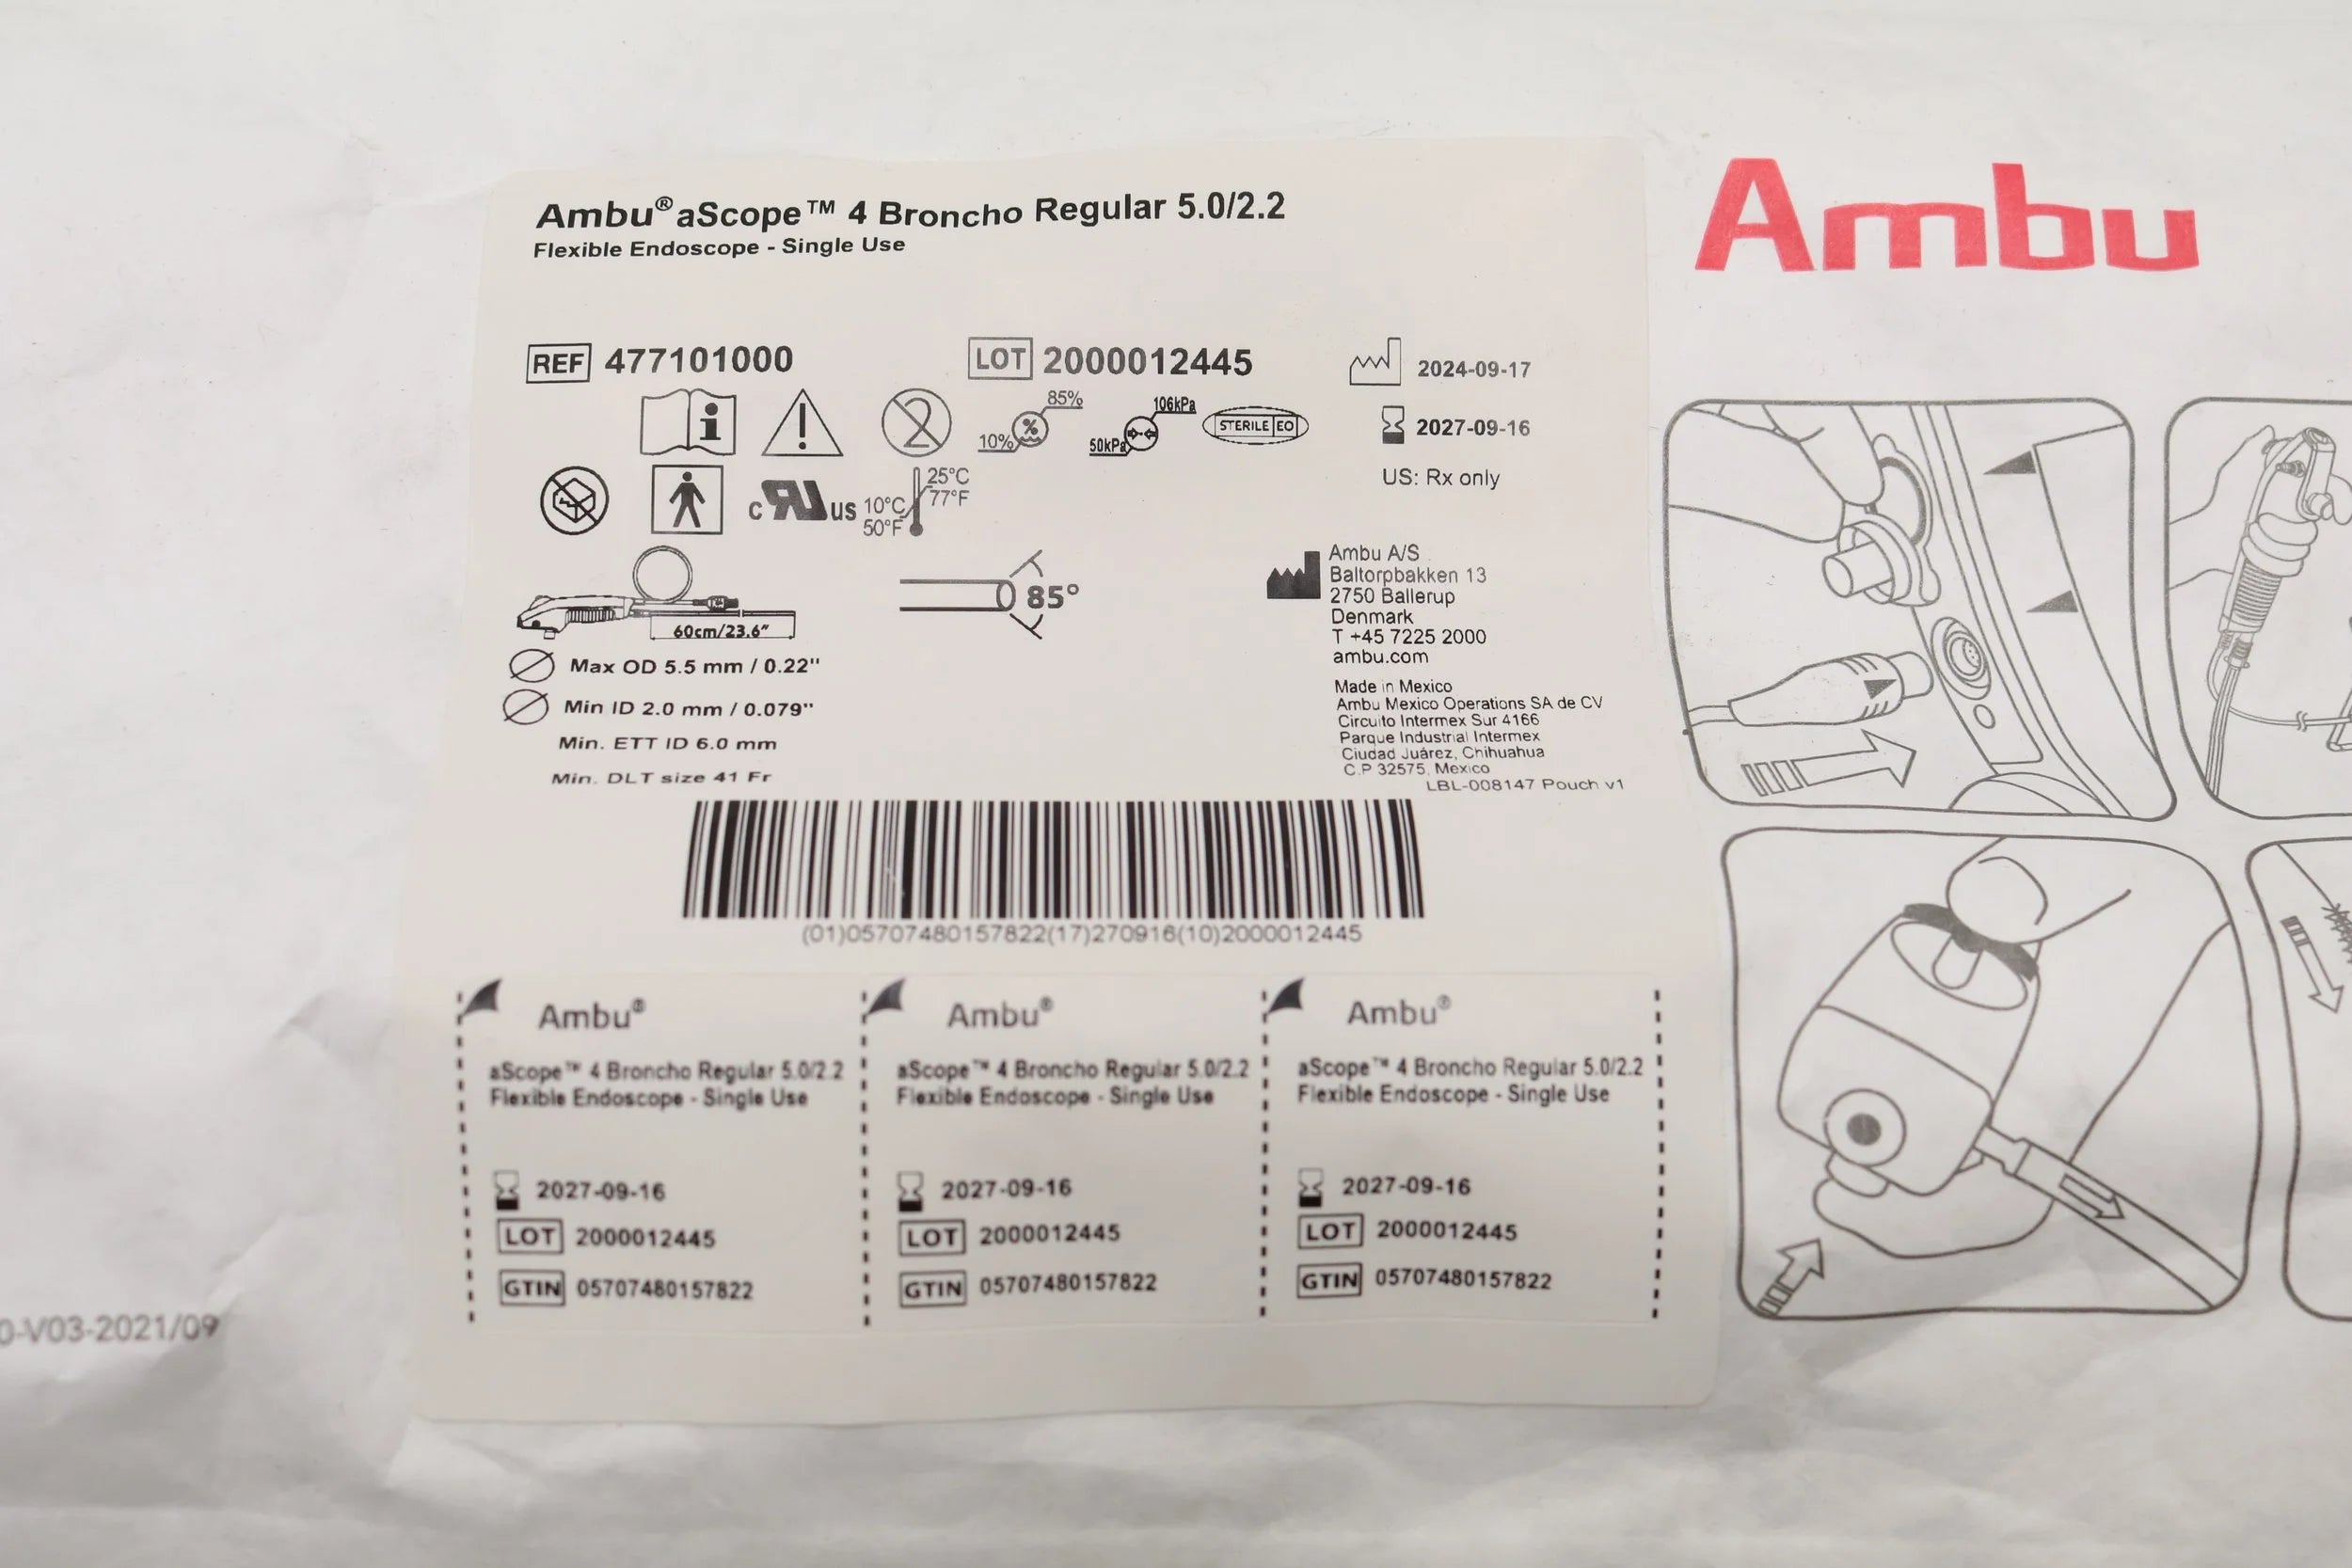 Ambu® aScope™ 4 Broncho Regular 5.0/2.2
Flexible Endoscope - Single Use
Ambu
REF 477101000
LOT 2000012445
2024-09-17
85%
10%
106kPa
50kPa
STERILE EO
2027-09-16
US: Rx only
c RU us
25°C
77°F
10°C
50°F
60cm/23.6"
85°
Max OD 5.5 mm / 0.22"
Min ID 2.0 mm / 0.079"
Min. ETT ID 6.0 mm
Min. DLT size 41 Fr
Ambu A/S
Baltorpbakken 13
2750 Ballerup
Denmark
T +45 7225 2000
ambu.com
Made in Mexico
Ambu Mexico Operations SA de CV
Circuito Intermex Sur 4166
Parque Industrial Intermex
Ciudad Juárez, Chihuahua
C.P 32575, Mexico
LBL-008147 Pouch v1
(01)05707480157822(17)270916(10)2000012445
Ambu®
aScope™ 4 Broncho Regular 5.0/2.2
Flexible Endoscope - Single Use
2027-09-16
LOT 2000012445
GTIN 05707480157822
Ambu®
aScope™ 4 Broncho Regular 5.0/2.2
Flexible Endoscope - Single Use
2027-09-16
LOT 2000012445
GTIN 05707480157822
Ambu®
aScope™ 4 Broncho Regular 5.0/2.2
Flexible Endoscope - Single Use
2027-09-16
LOT 2000012445
GTIN 05707480157822
0-V03-2021/09